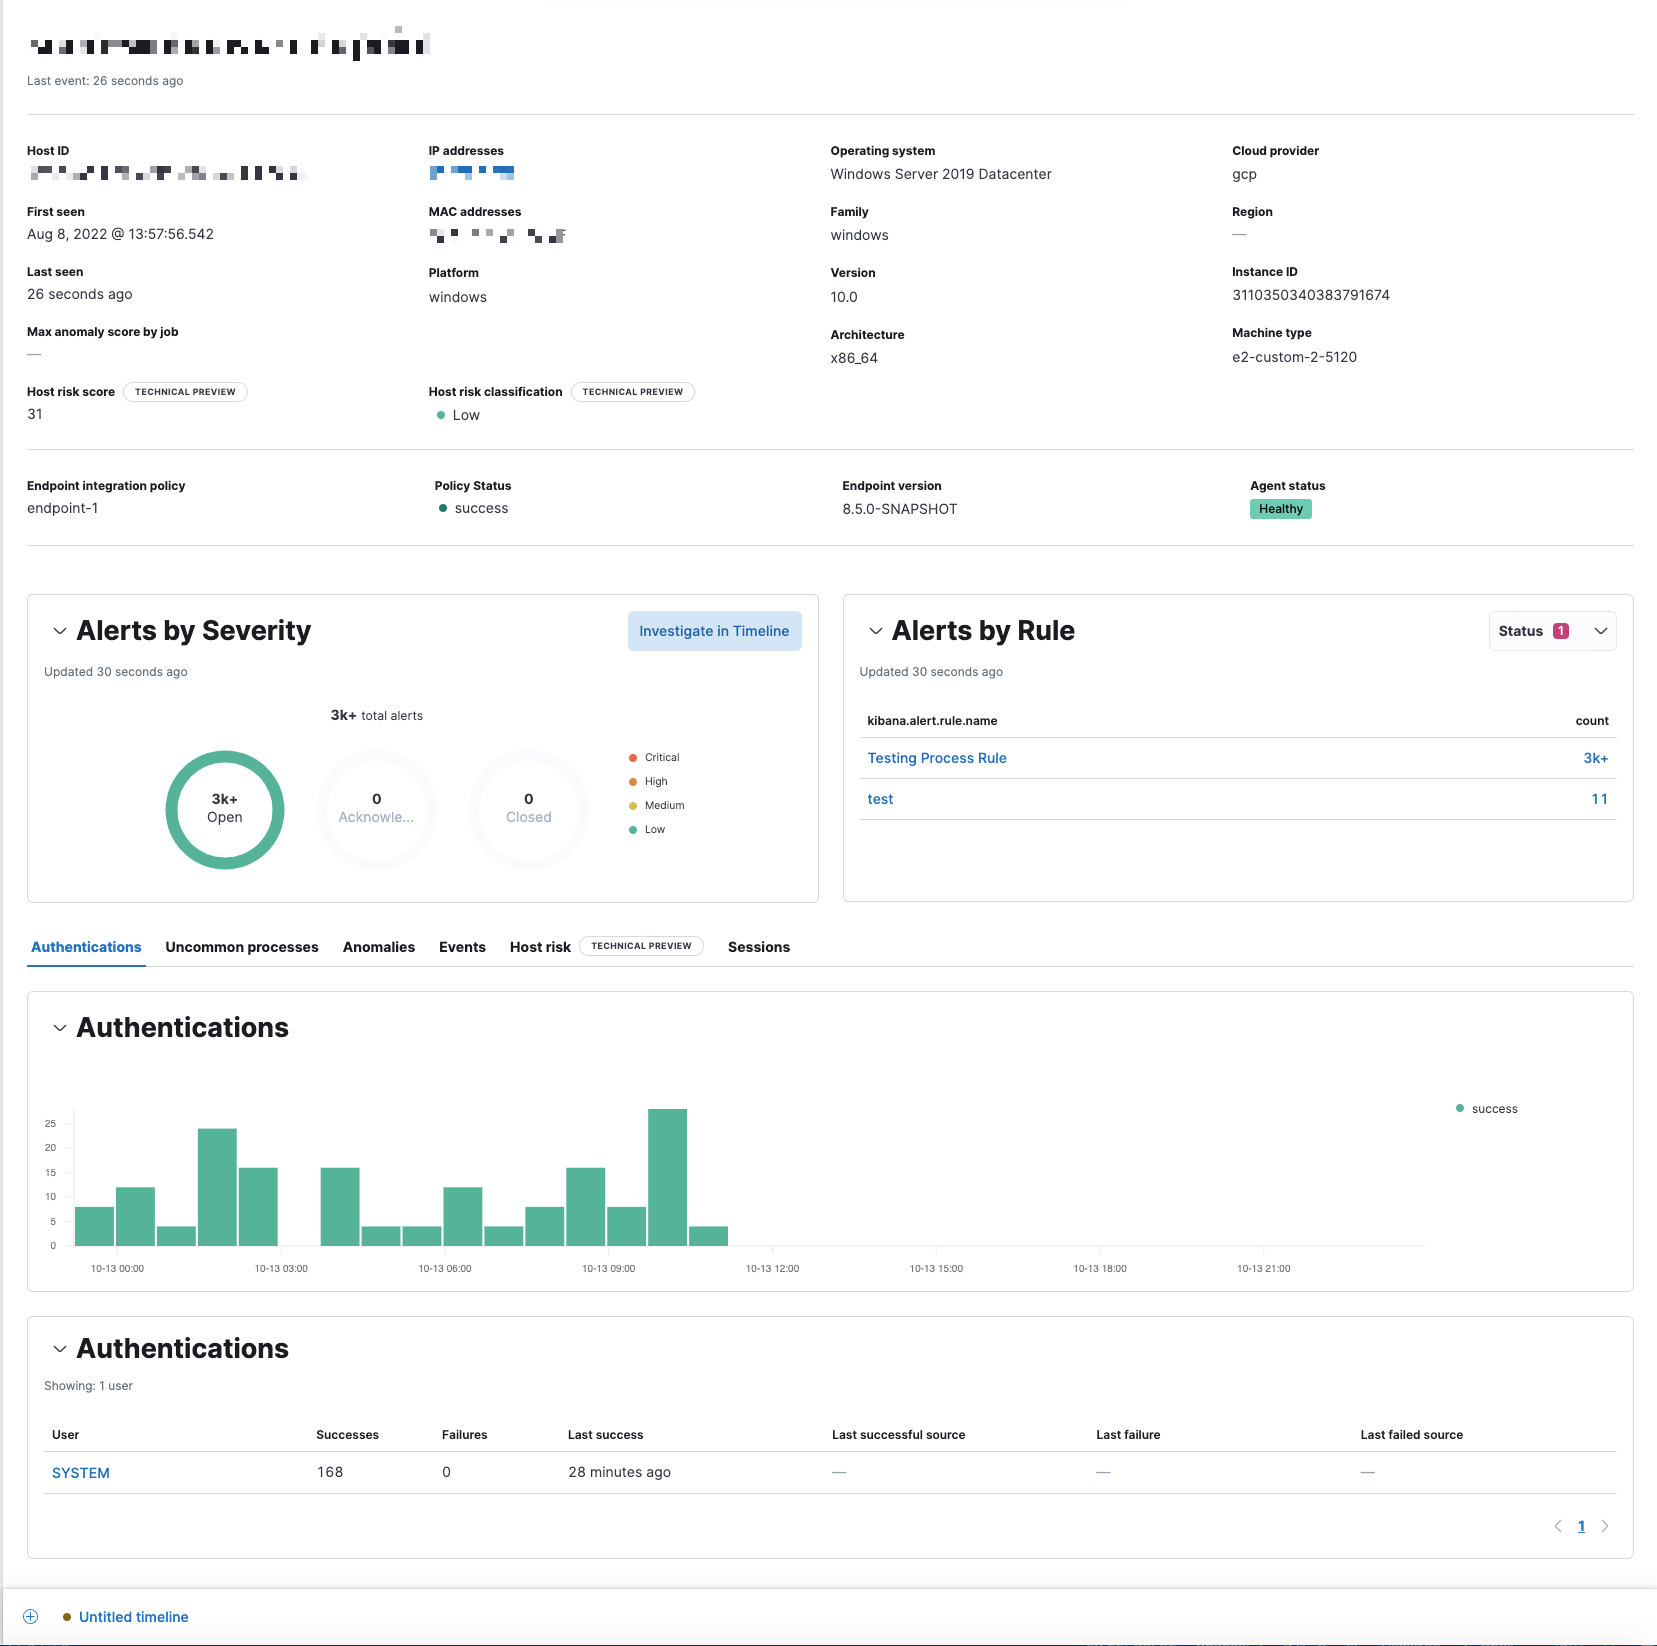 Last event: 26 seconds ago
Host ID
IP addresses
Operating system
Windows Server 2019 Datacenter
Cloud provider
gcp
First seen
Aug 8, 2022 @ 13:57:56.542
MAC addresses
Family
windows
Region
—
Last seen
26 seconds ago
Platform
windows
Version
10.0
Instance ID
3110350340383791674
Max anomaly score by job
—
Architecture
x86_64
Machine type
e2-custom-2-5120
Host risk score TECHNICAL PREVIEW
31
Host risk classification TECHNICAL PREVIEW
Low
Endpoint integration policy
endpoint-1
Policy Status
success
Endpoint version
8.5.0-SNAPSHOT
Agent status
Healthy
Alerts by Severity
Investigate in Timeline
Updated 30 seconds ago
3k+ total alerts
3k+
Open
0
Acknowle...
0
Closed
Critical
High
Medium
Low
Alerts by Rule
Status 1
Updated 30 seconds ago
kibana.alert.rule.name count
Testing Process Rule 3k+
test 11
Authentications Uncommon processes Anomalies Events Host risk TECHNICAL PREVIEW Sessions
Authentications
25
20
15
10
5
0
10-13 00:00 10-13 03:00 10-13 06:00 10-13 09:00 10-13 12:00 10-13 15:00 10-13 18:00 10-13 21:00
success
Authentications
Showing: 1 user
User Successes Failures Last success Last successful source Last failure Last failed source
SYSTEM 168 0 28 minutes ago — — —
1
Untitled timeline